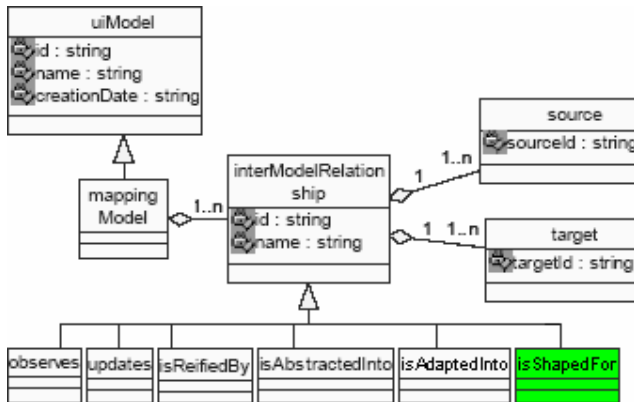 uiModel
id : string
name : string
creationDate : string
source
sourceId : string
interModelRelation
ship
1
1..n
mapping
Model
1..n
id : string
name : string
1
1..n
target
targetId : string
observes
updates
isReifiedBy
isAbstractedInto
isAdaptedInto
isShapedFor